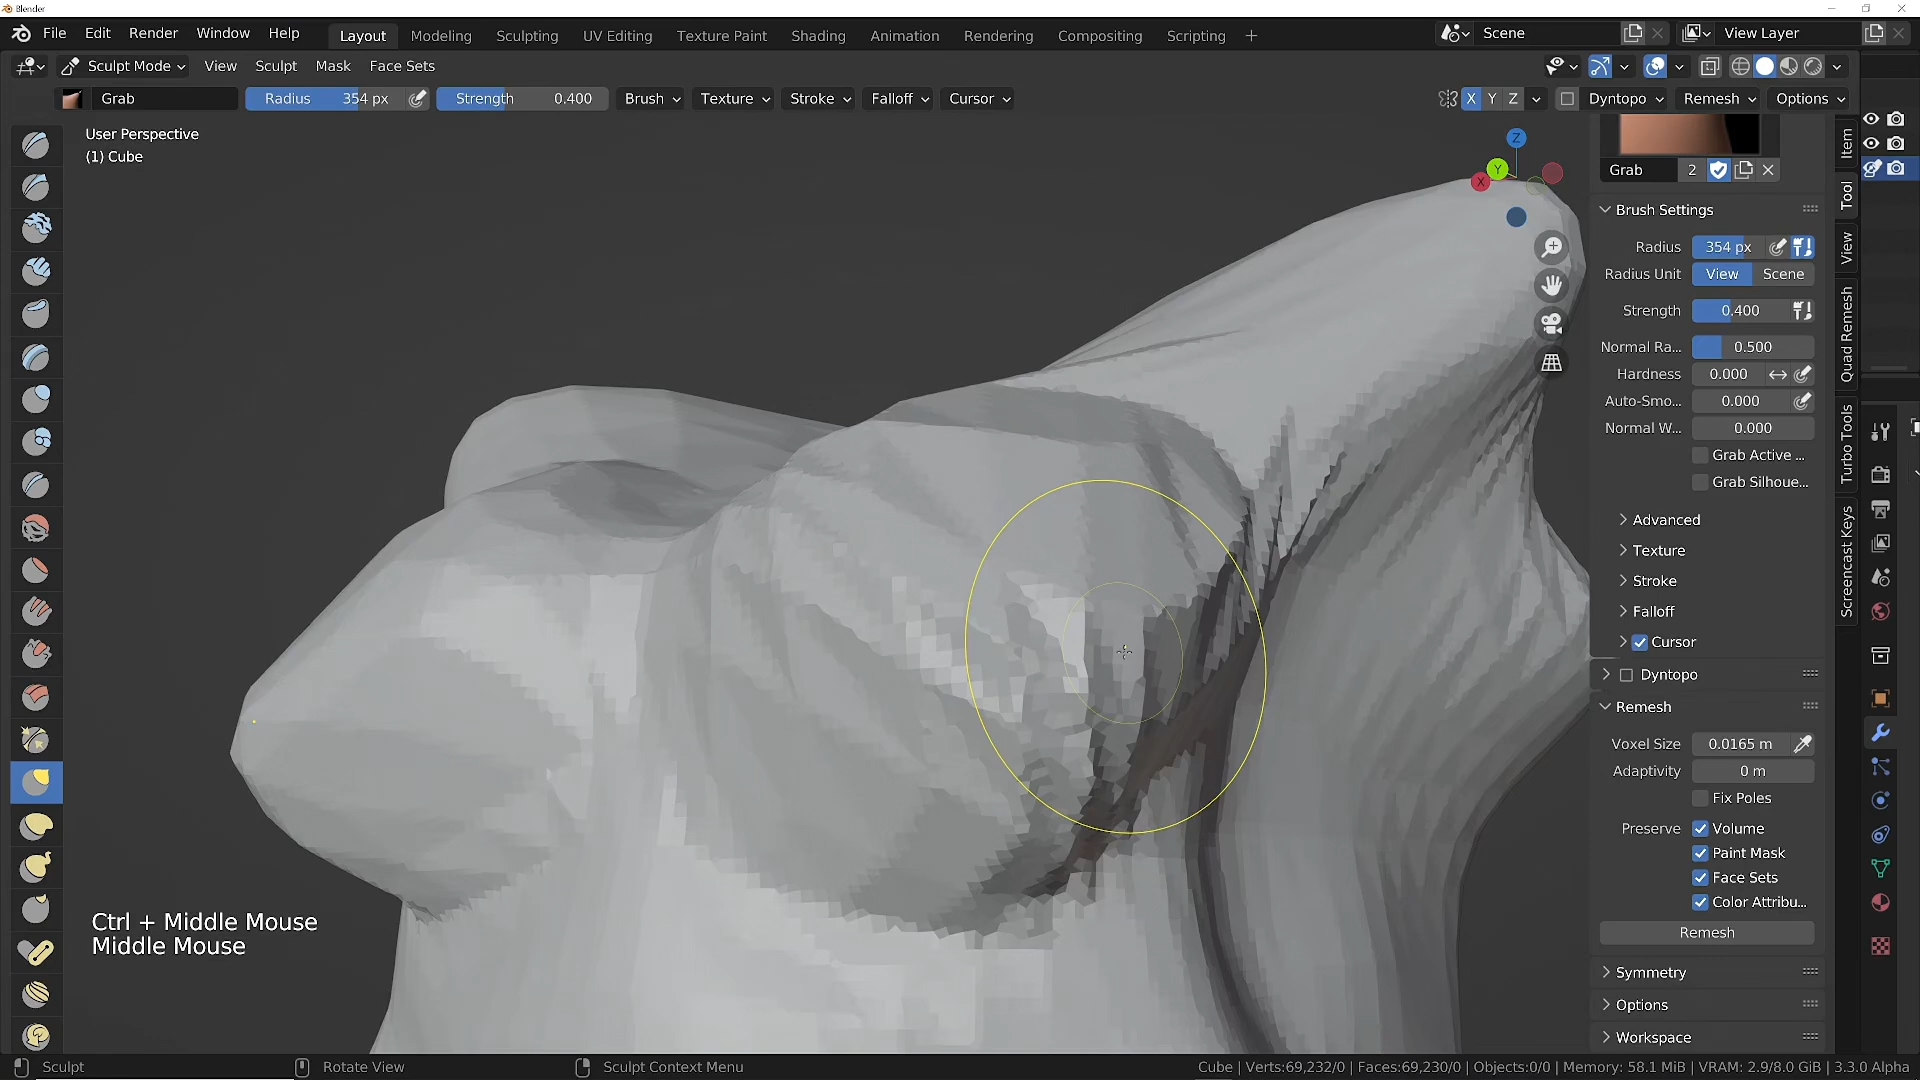 Blender
File Edit Render Window Help Layout Modeling Sculpting UV Editing Texture Paint Shading Animation Rendering Compositing Scripting + Scene View Layer
Sculpt Mode View Sculpt Mask Face Sets
Grab Radius 354 px Strength 0.400 Brush Texture Stroke Falloff Cursor X Y Z Dyntopo Remesh Options
User Perspective
(1) Cube
Z
Y
X
Grab 2
Brush Settings
Radius 354 px
Radius Unit View Scene
Strength 0.400
Normal Ra... 0.500
Hardness 0.000
Auto-Smo... 0.000
Normal W... 0.000
Grab Active ...
Grab Silhoue...
Advanced
Texture
Stroke
Falloff
Cursor
Dyntopo
Remesh
Voxel Size 0.0165 m
Adaptivity 0 m
Fix Poles
Preserve Volume
Paint Mask
Face Sets
Color Attribu...
Remesh
Symmetry
Options
Workspace
Item
Tool
View
Quad Remesh
Turbo Tools
Screencast Keys
Ctrl + Middle Mouse
Middle Mouse
Sculpt Rotate View Sculpt Context Menu Cube | Verts:69,232/0 | Faces:69,230/0 | Objects:0/0 | Memory: 58.1 MiB | VRAM: 2.9/8.0 GiB | 3.3.0 Alpha